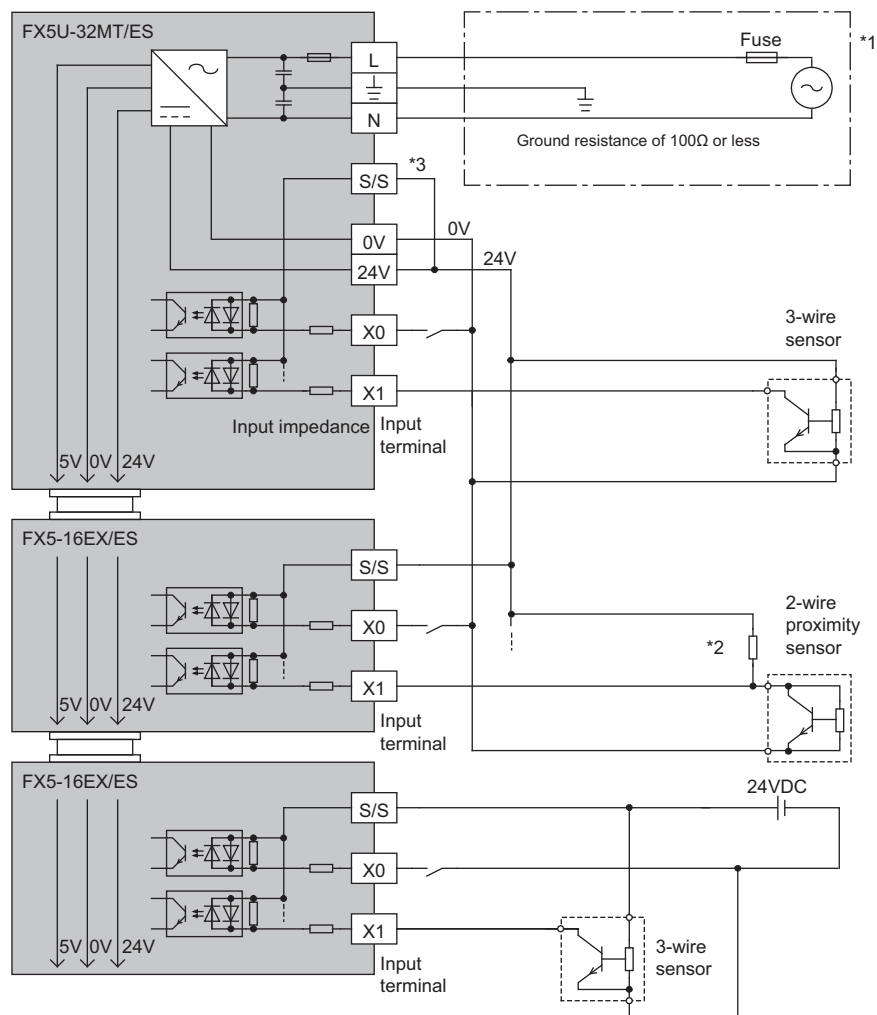 FX5U-32MT/ES
L
Fuse
*1
N
Ground resistance of 100Ω or less
S/S
*3
0V
0V
24V
24V
X0
3-wire
sensor
X1
Input impedance
Input
terminal
5V 0V 24V
FX5-16EX/ES
S/S
X0
2-wire
proximity
sensor
*2
X1
5V 0V 24V
Input
terminal
FX5-16EX/ES
24VDC
S/S
X0
X1
5V 0V 24V
Input
terminal
3-wire
sensor